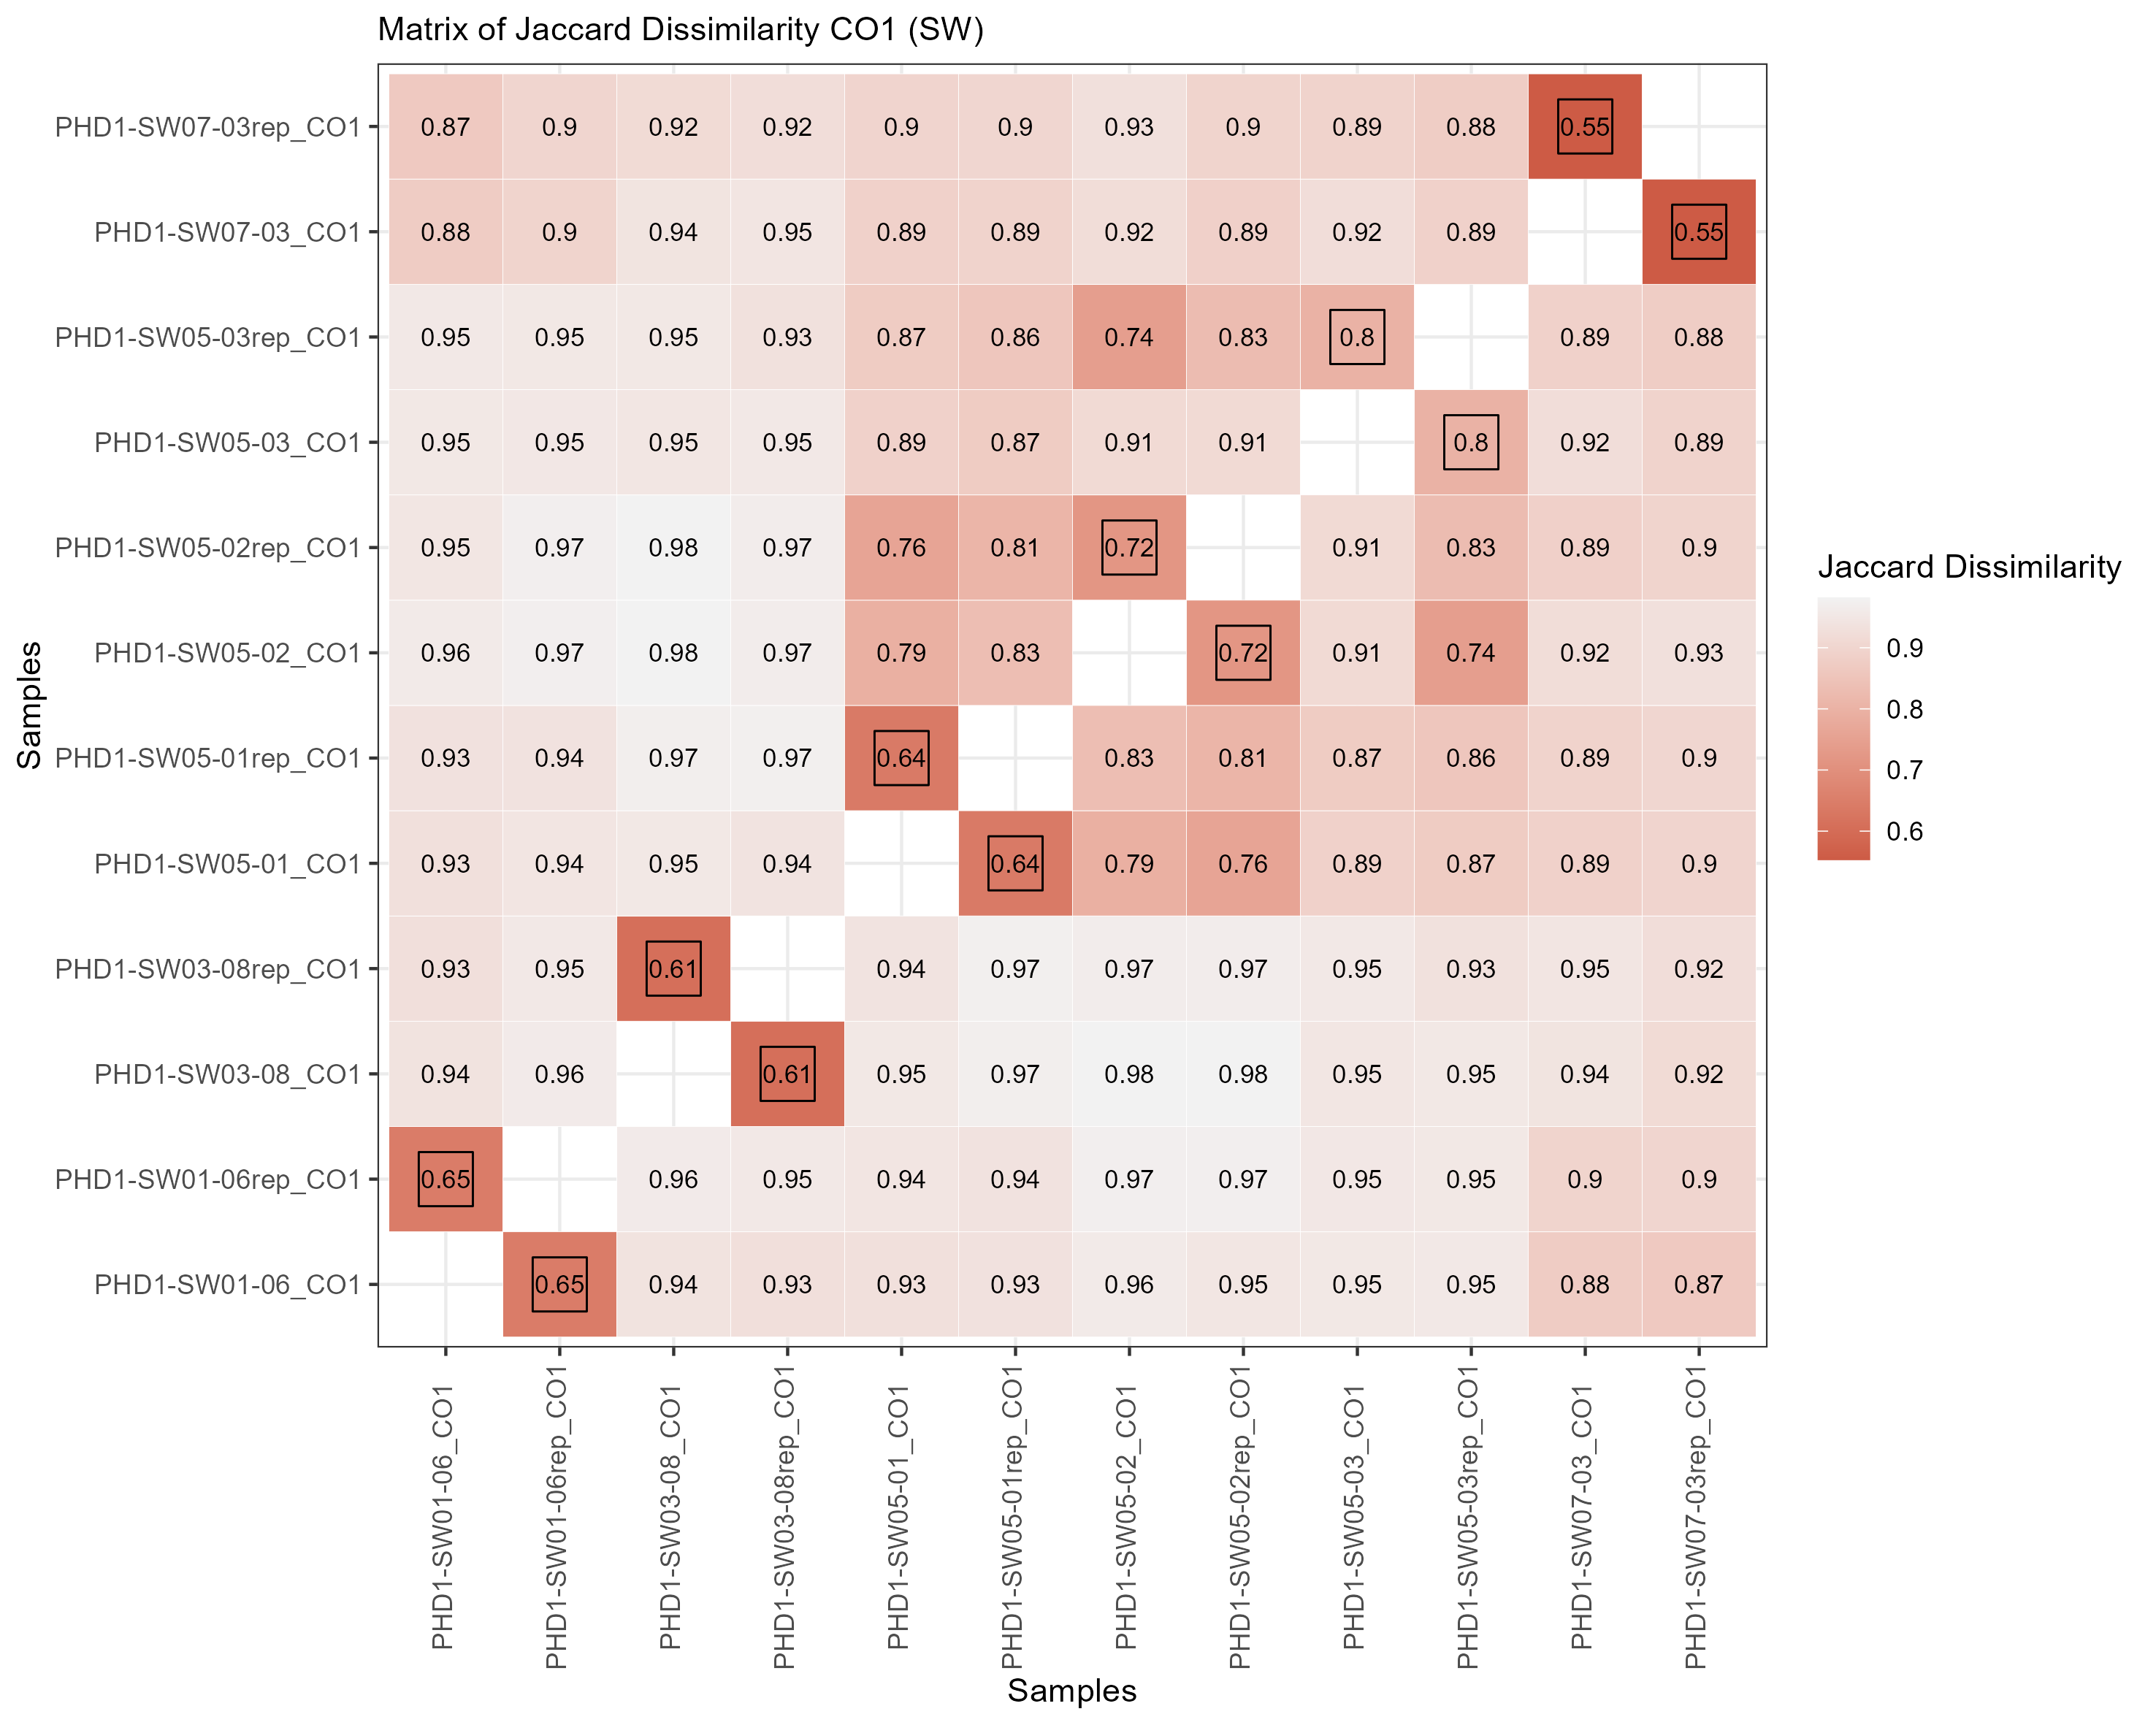 Matrix of Jaccard Dissimilarity CO1 (SW)
PHD1-SW07-03rep_CO1 0.87 0.9 0.92 0.92 0.9 0.9 0.93 0.9 0.89 0.88 0.55
PHD1-SW07-03_CO1 0.88 0.9 0.94 0.95 0.89 0.89 0.92 0.89 0.92 0.89 0.55
PHD1-SW05-03rep_CO1 0.95 0.95 0.95 0.93 0.87 0.86 0.74 0.83 0.8 0.89 0.88
PHD1-SW05-03_CO1 0.95 0.95 0.95 0.95 0.89 0.87 0.91 0.91 0.8 0.92 0.89
PHD1-SW05-02rep_CO1 0.95 0.97 0.98 0.97 0.76 0.81 0.72 0.91 0.83 0.89 0.9
PHD1-SW05-02_CO1 0.96 0.97 0.98 0.97 0.79 0.83 0.72 0.91 0.74 0.92 0.93
PHD1-SW05-01rep_CO1 0.93 0.94 0.97 0.97 0.64 0.83 0.81 0.87 0.86 0.89 0.9
PHD1-SW05-01_CO1 0.93 0.94 0.95 0.94 0.64 0.79 0.76 0.89 0.87 0.89 0.9
PHD1-SW03-08rep_CO1 0.93 0.95 0.61 0.94 0.97 0.97 0.97 0.95 0.93 0.95 0.92
PHD1-SW03-08_CO1 0.94 0.96 0.61 0.95 0.97 0.98 0.98 0.95 0.95 0.94 0.92
PHD1-SW01-06rep_CO1 0.65 0.96 0.95 0.94 0.94 0.97 0.97 0.95 0.95 0.9 0.9
PHD1-SW01-06_CO1 0.65 0.94 0.93 0.93 0.93 0.96 0.95 0.95 0.95 0.88 0.87
Samples
PHD1-SW01-06_CO1
PHD1-SW01-06rep_CO1
PHD1-SW03-08_CO1
PHD1-SW03-08rep_CO1
PHD1-SW05-01_CO1
PHD1-SW05-01rep_CO1
PHD1-SW05-02_CO1
PHD1-SW05-02rep_CO1
PHD1-SW05-03_CO1
PHD1-SW05-03rep_CO1
PHD1-SW07-03_CO1
PHD1-SW07-03rep_CO1
Samples
Jaccard Dissimilarity
0.9
0.8
0.7
0.6